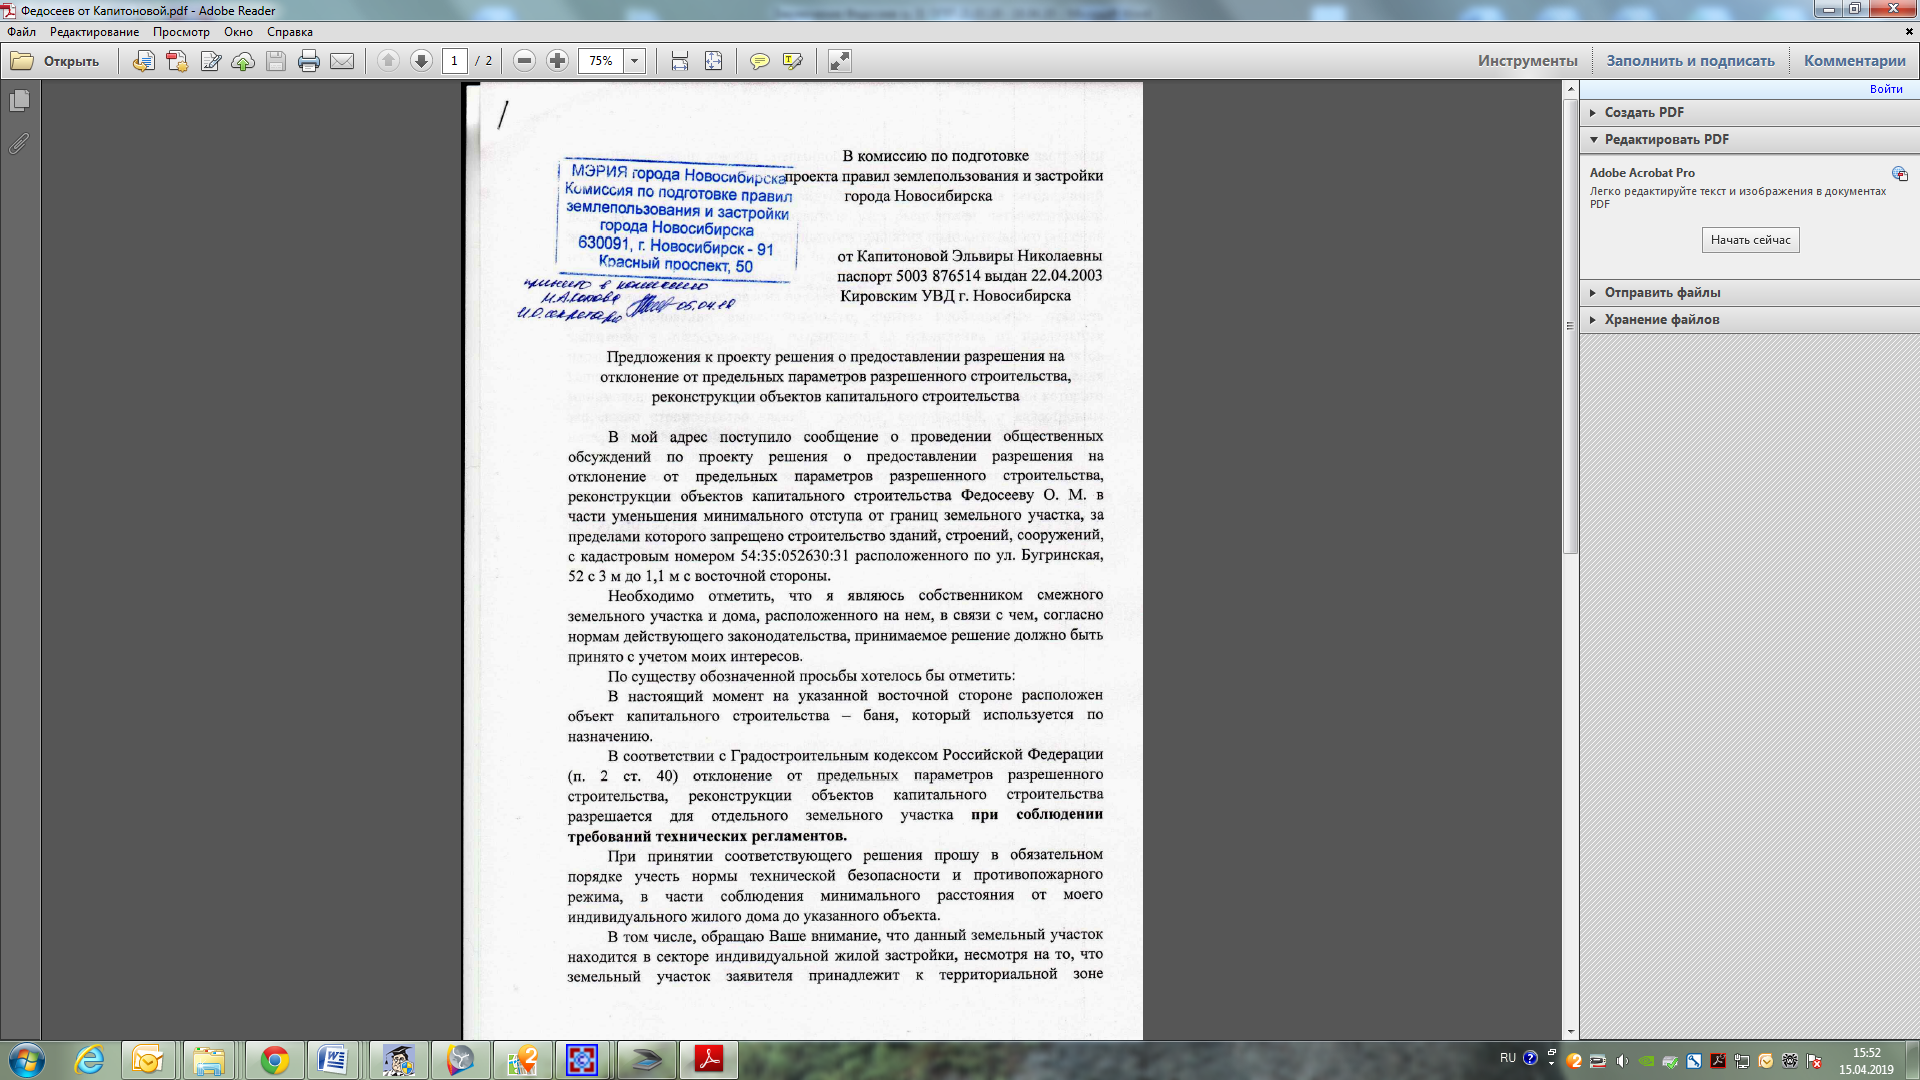 Федосеев от Капитоновой.pdf - Adobe Reader
Файл Редактирование Просмотр Окно Справка
Открыть 1 / 2 75% Инструменты Заполнить и подписать Комментарии
Войти
Создать PDF
Редактировать PDF
Adobe Acrobat Pro
Легко редактируйте текст и изображения в документах
PDF
Начать сейчас
Отправить файлы
Хранение файлов
МЭРИЯ города Новосибирска
Комиссия по подготовке правил
землепользования и застройки
города Новосибирска
630091, г. Новосибирск - 91
Красный проспект, 50
принято в комиссию
И.О.секретаря 05.04.19
В комиссию по подготовке
проекта правил землепользования и застройки
города Новосибирска
от Капитоновой Эльвиры Николаевны
паспорт 5003 876514 выдан 22.04.2003
Кировским УВД г. Новосибирска
Предложения к проекту решения о предоставлении разрешения на
отклонение от предельных параметров разрешенного строительства,
реконструкции объектов капитального строительства
В мой адрес поступило сообщение о проведении общественных
обсуждений по проекту решения о предоставлении разрешения на
отклонение от предельных параметров разрешенного строительства,
реконструкции объектов капитального строительства Федосееву О. М. в
части уменьшения минимального отступа от границ земельного участка, за
пределами которого запрещено строительство зданий, строений, сооружений,
с кадастровым номером 54:35:052630:31 расположенного по ул. Бугринская,
52 с 3 м до 1,1 м с восточной стороны.
Необходимо отметить, что я являюсь собственником смежного
земельного участка и дома, расположенного на нем, в связи с чем, согласно
нормам действующего законодательства, принимаемое решение должно быть
принято с учетом моих интересов.
По существу обозначенной просьбы хотелось бы отметить:
В настоящий момент на указанной восточной стороне расположен
объект капитального строительства – баня, который используется по
назначению.
В соответствии с Градостроительным кодексом Российской Федерации
(п. 2 ст. 40) отклонение от предельных параметров разрешенного
строительства, реконструкции объектов капитального строительства
разрешается для отдельного земельного участка при соблюдении
требований технических регламентов.
При принятии соответствующего решения прошу в обязательном
порядке учесть нормы технической безопасности и противопожарного
режима, в части соблюдения минимального расстояния от моего
индивидуального жилого дома до указанного объекта.
В том числе, обращаю Ваше внимание, что данный земельный участок
находится в секторе индивидуальной жилой застройки, несмотря на то, что
земельный участок заявителя принадлежит к территориальной зоне
RU
15:52
15.04.2019